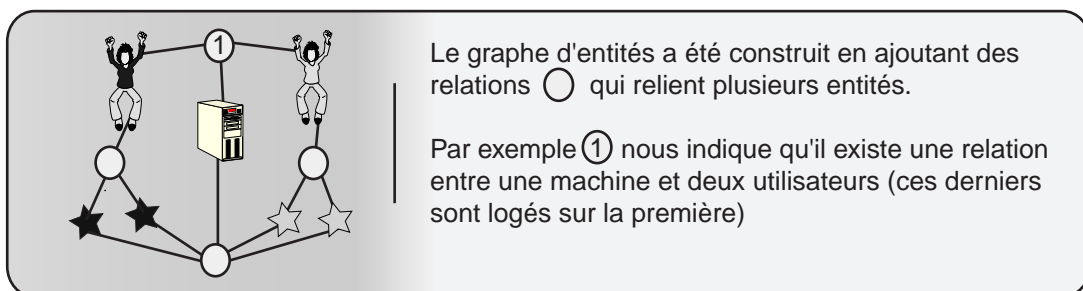 1
Le graphe d'entités a été construit en ajoutant des
relations qui relient plusieurs entités.
Par exemple 1 nous indique qu'il existe une relation
entre une machine et deux utilisateurs (ces derniers
sont logés sur la première)